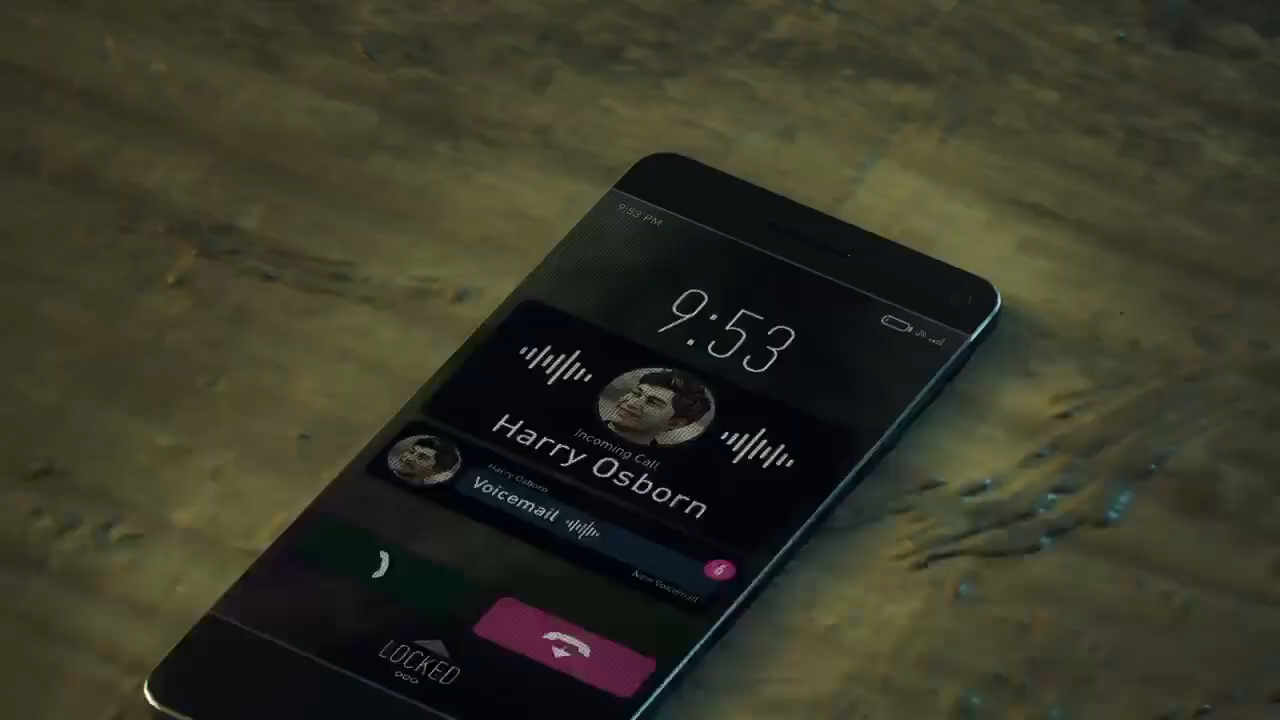 9:53 PM
9:53
Incoming Call
Harry Osborn
Harry Osborn
Voicemail
6
New Voicemail
LOCKED